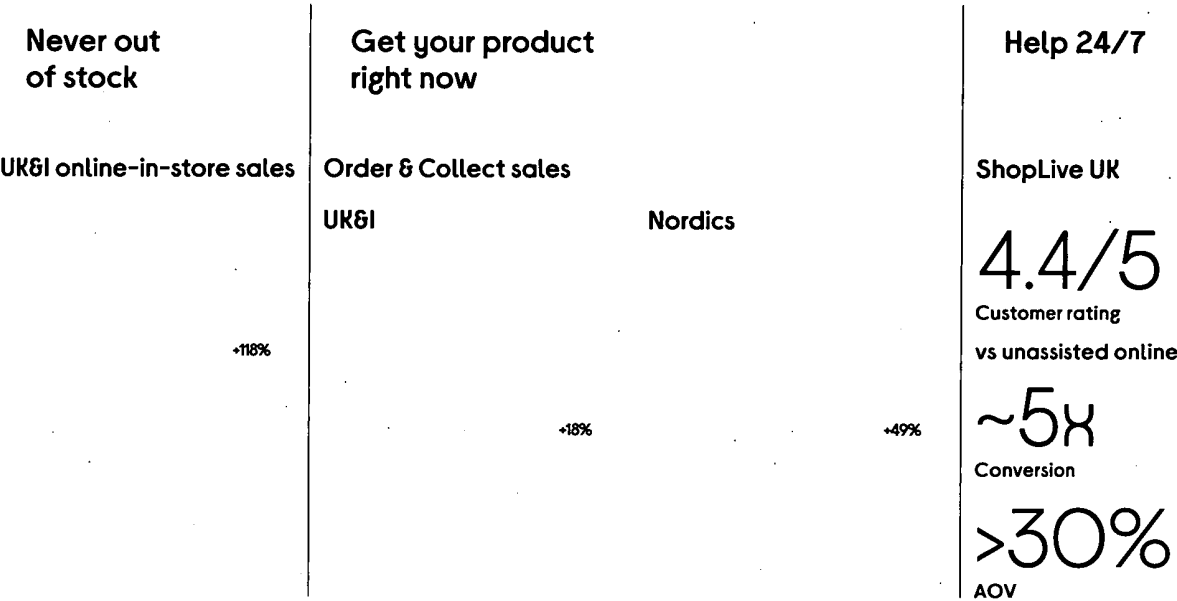 Never out
of stock
UK&I online-in-store sales
+118%
Get your product
right now
Order & Collect sales
UK&I
+18%
Nordics
+49%
Help 24/7
ShopLive UK
4.4/5
Customer rating
vs unassisted online
~5x
Conversion
>30%
AOV